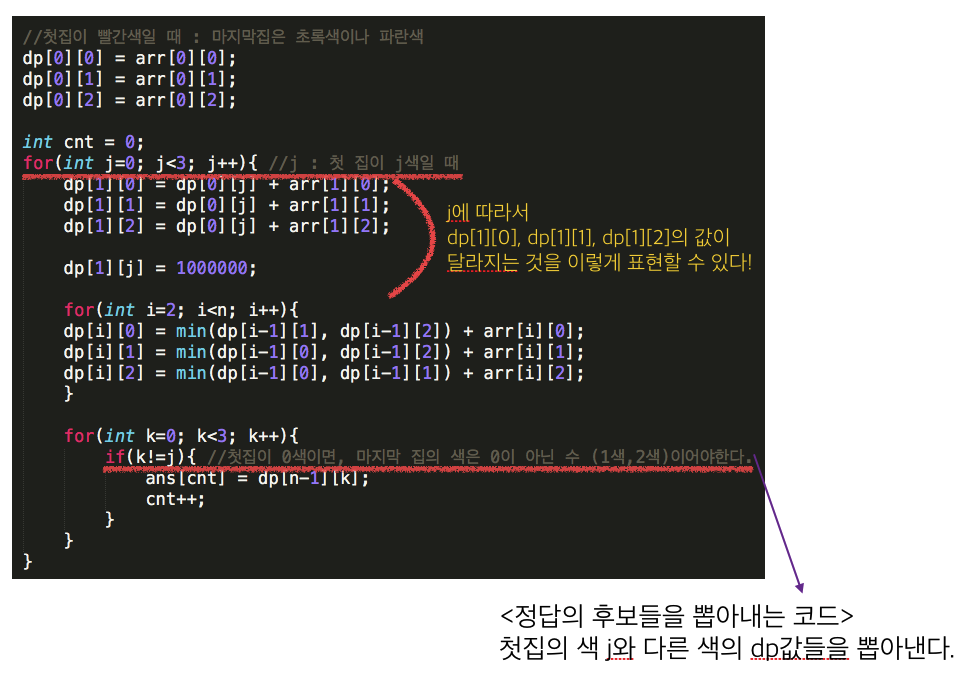 //첫집이 빨간색일 때 : 마지막집은 초록색이나 파란색
dp[0][0] = arr[0][0];
dp[0][1] = arr[0][1];
dp[0][2] = arr[0][2];
int cnt = 0;
for(int j=0; j<3; j++){ //j : 첫 집이 j색일 때
dp[1][0] = dp[0][j] + arr[1][0];
dp[1][1] = dp[0][j] + arr[1][1];
dp[1][2] = dp[0][j] + arr[1][2];
j에 따라서
dp[1][0], dp[1][1], dp[1][2]의 값이
달라지는 것을 이렇게 표현할 수 있다!
dp[1][j] = 1000000;
for(int i=2; i<n; i++){
dp[i][0] = min(dp[i-1][1], dp[i-1][2]) + arr[i][0];
dp[i][1] = min(dp[i-1][0], dp[i-1][2]) + arr[i][1];
dp[i][2] = min(dp[i-1][0], dp[i-1][1]) + arr[i][2];
}
for(int k=0; k<3; k++){
if(k!=j){ //첫집이 0색이면, 마지막 집의 색은 0이 아닌 수 (1색,2색)이어야한다.
ans[cnt] = dp[n-1][k];
cnt++;
}
}
}
<정답의 후보들을 뽑아내는 코드>
첫집의 색 j와 다른 색의 dp값들을 뽑아낸다.